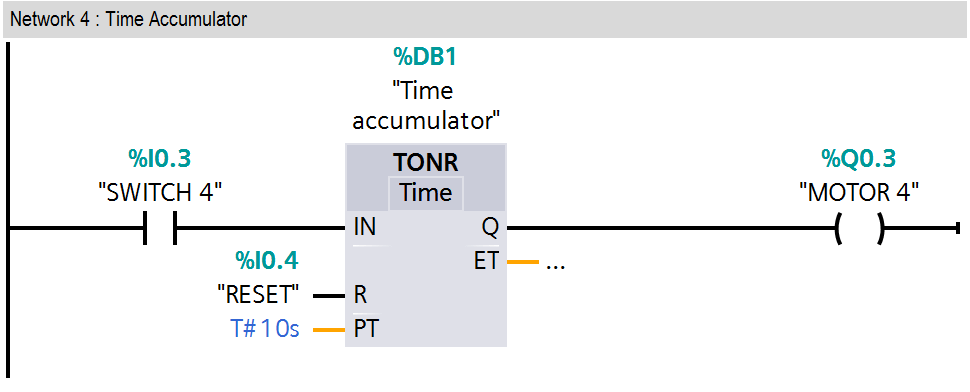 Network 4 : Time Accumulator
%DB1
"Time
accumulator"
%I0.3
"SWITCH 4"
TONR
Time
%Q0.3
"MOTOR 4"
IN
Q
%I0.4
"RESET"
ET
...
R
T#10s
PT